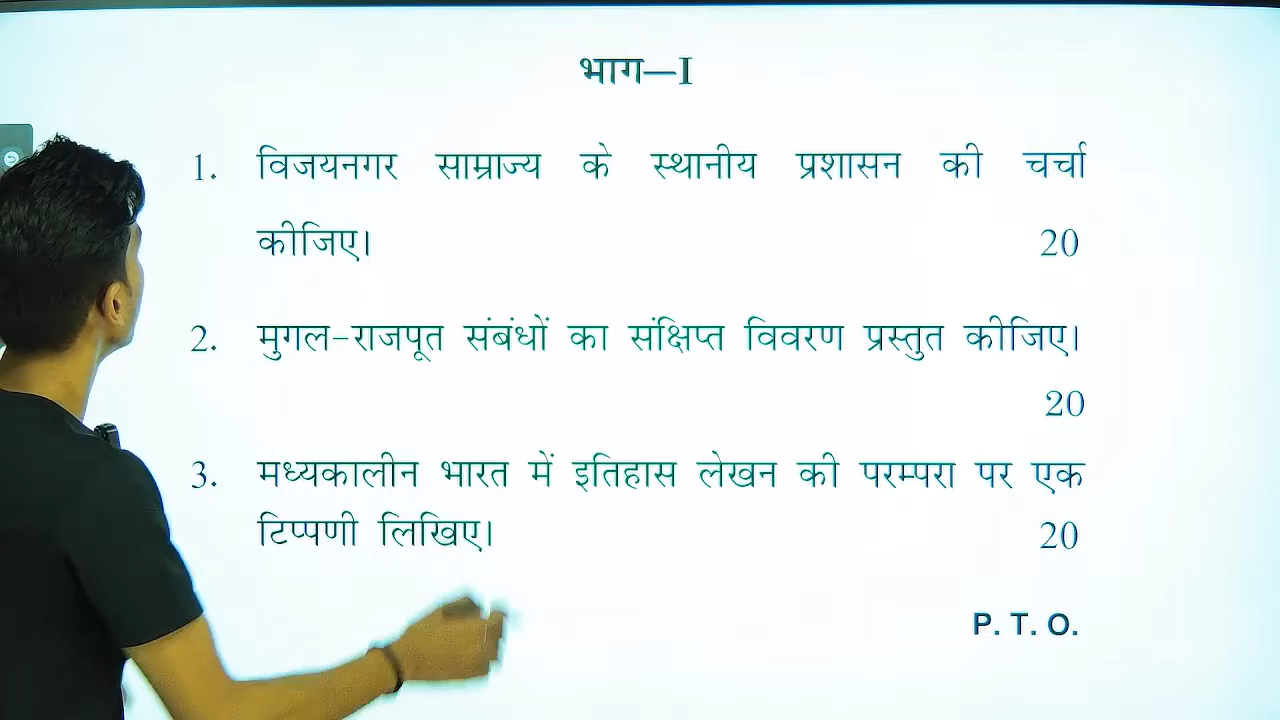 भाग—I
1. विजयनगर साम्राज्य के स्थानीय प्रशासन की चर्चा
कीजिए। 20
2. मुगल-राजपूत संबंधों का संक्षिप्त विवरण प्रस्तुत कीजिए।
20
3. मध्यकालीन भारत में इतिहास लेखन की परम्परा पर एक
टिप्पणी लिखिए। 20
P. T. O.